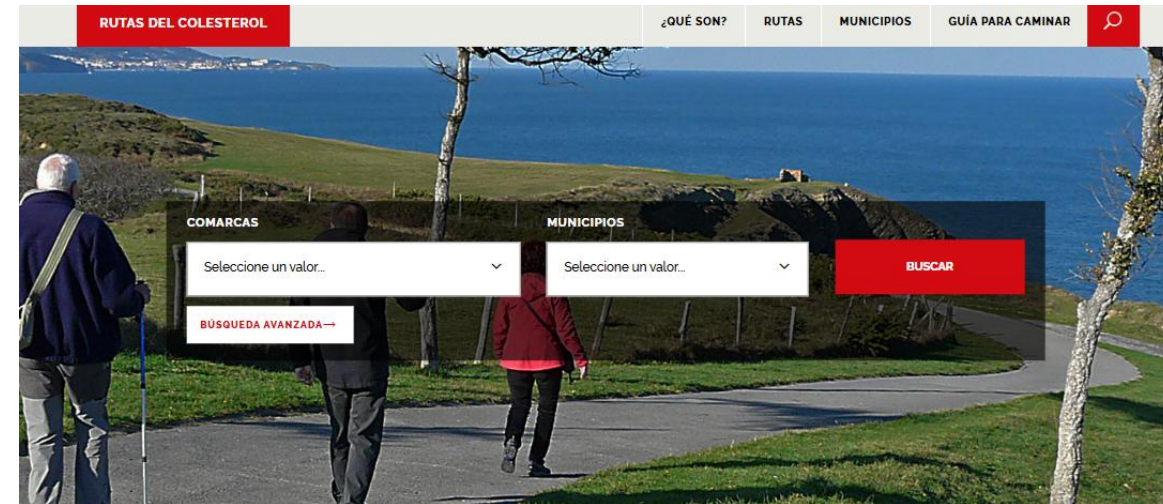 RUTAS DEL COLESTEROL
¿QUÉ SON?
RUTAS
MUNICIPIOS
GUÍA PARA CAMINAR
COMARCAS
MUNICIPIOS
Seleccione un valor...
Seleccione un valor...
BUSCAR
BÚSQUEDA AVANZADA→